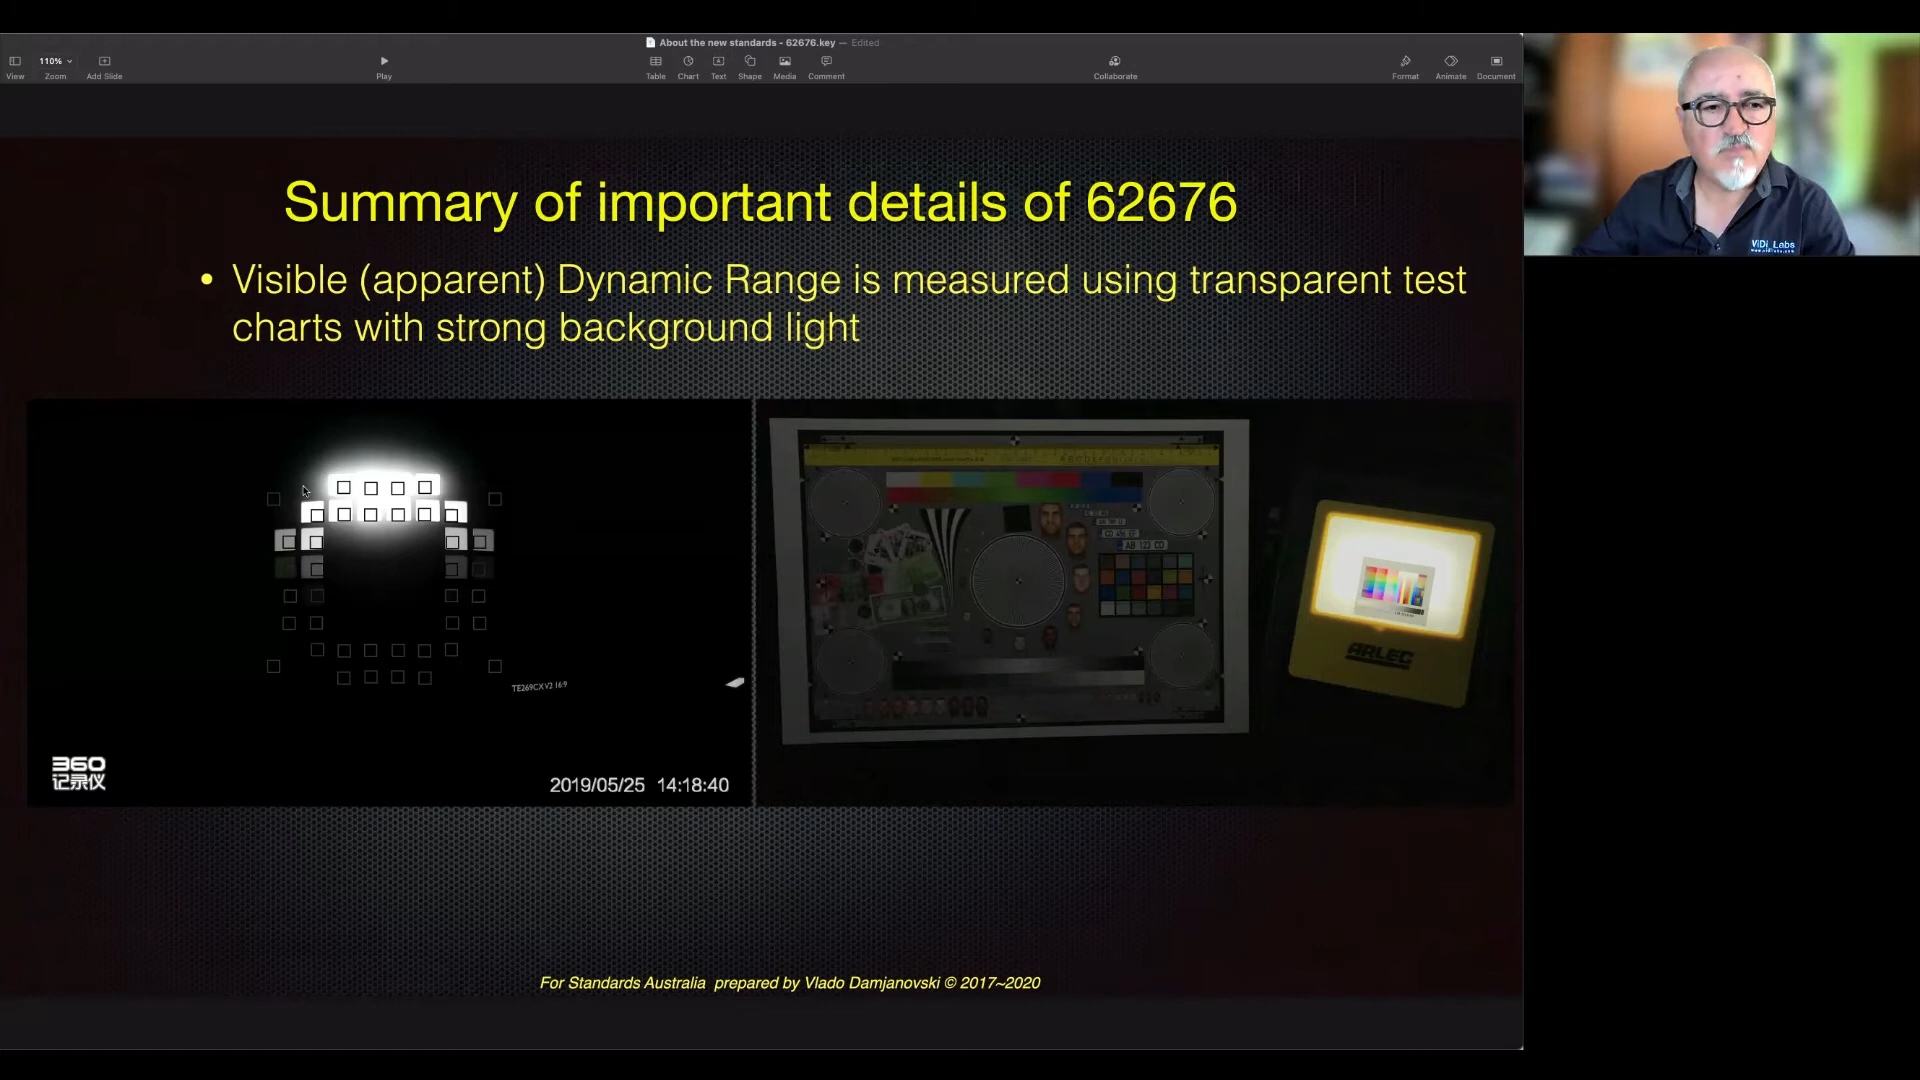 About the new standards - 62676.key — Edited
110%
View
Zoom
Add Slide
Play
Table
Chart
Text
Shape
Media
Comment
Collaborate
Format
Animate
Document
ViDi Labs
Summary of important details of 62676
• Visible (apparent) Dynamic Range is measured using transparent test
charts with strong background light
TE269CXV2 16:9
ARLEC
360
记录仪
2019/05/25 14:18:40
For Standards Australia prepared by Vlado Damjanovski © 2017~2020